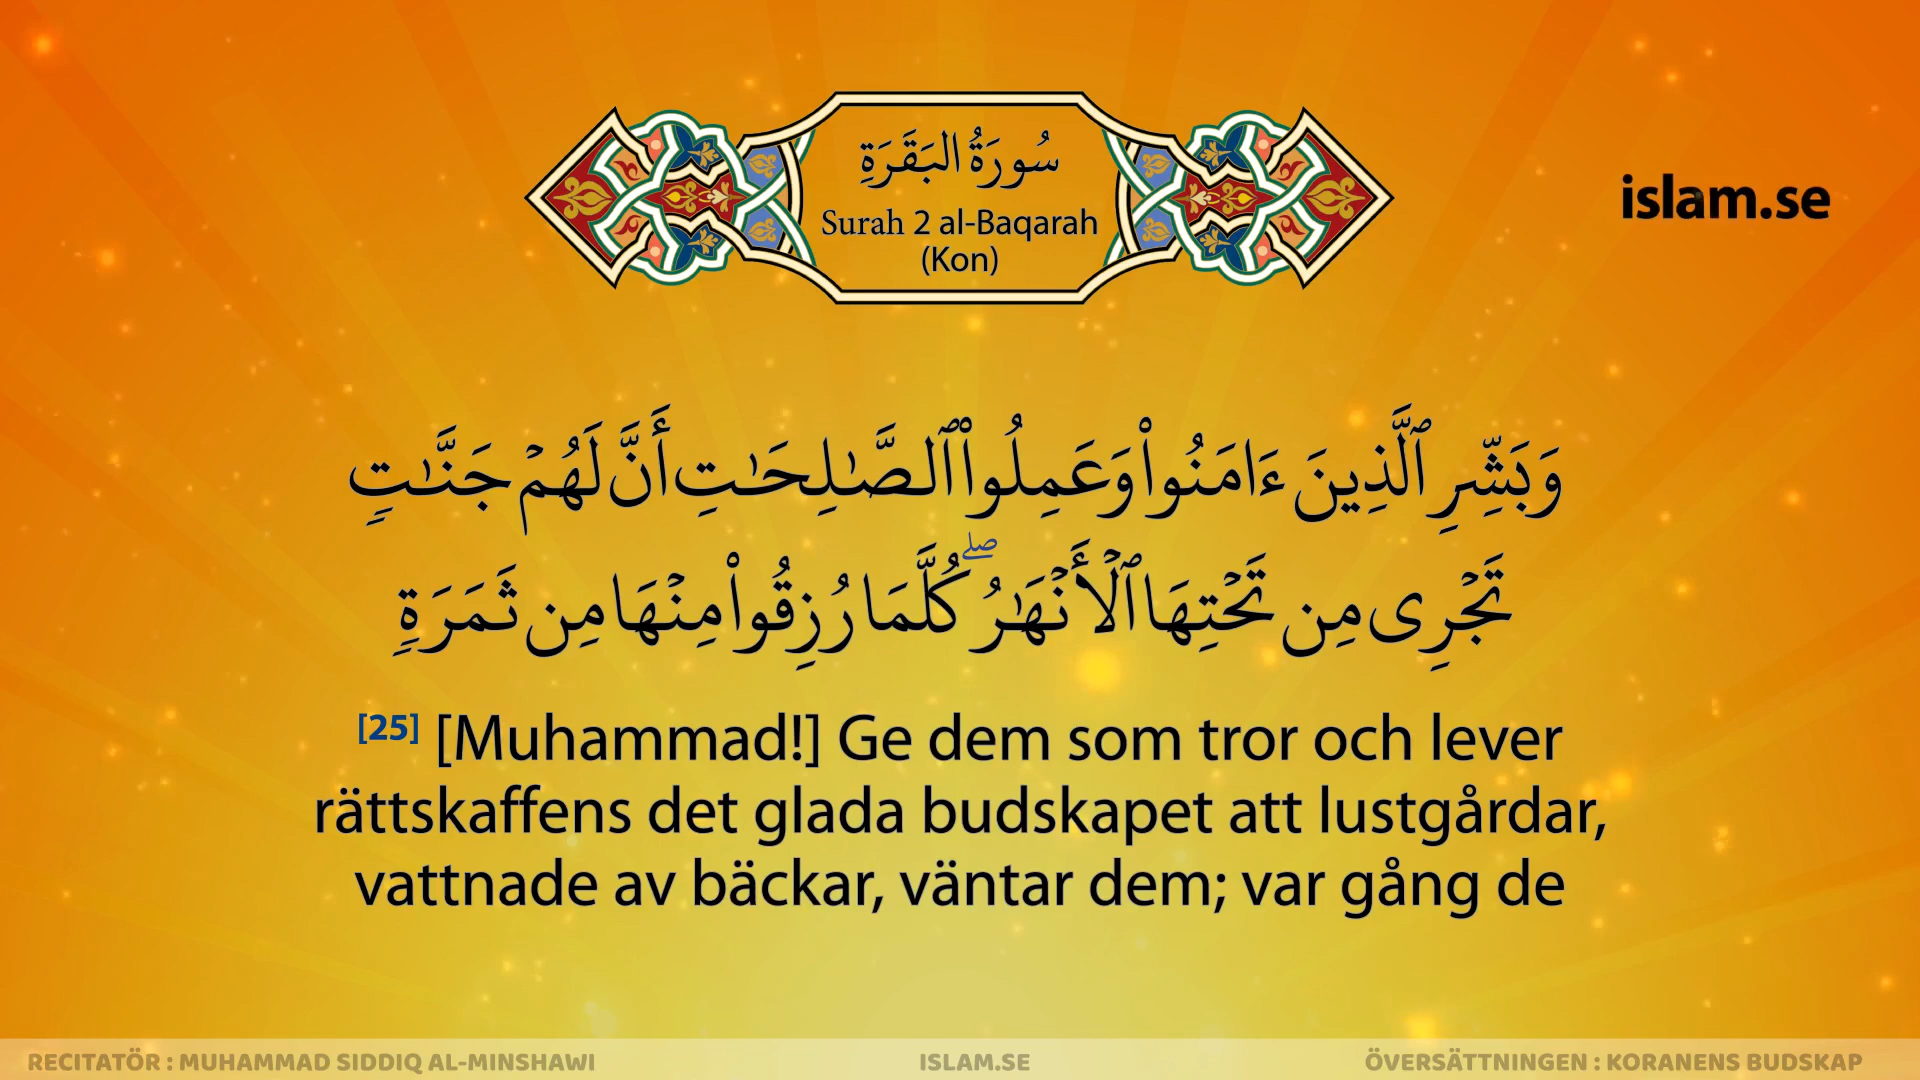 سُورَةُ البَقَرَةِ
Surah 2 al-Baqarah
(Kon)
islam.se
وَبَشِّرِ ٱلَّذِينَ ءَامَنُوا۟ وَعَمِلُوا۟ ٱلصَّـٰلِحَـٰتِ أَنَّ لَهُمْ جَنَّـٰتٍ
تَجْرِى مِن تَحْتِهَا ٱلْأَنْهَـٰرُ ۖ كُلَّمَا رُزِقُوا۟ مِنْهَا مِن ثَمَرَةٍ
[25] [Muhammad!] Ge dem som tror och lever
rättskaffens det glada budskapet att lustgårdar,
vattnade av bäckar, väntar dem; var gång de
RECITATÖR : MUHAMMAD SIDDIQ AL-MINSHAWI
ISLAM.SE
ÖVERSÄTTNINGEN : KORANENS BUDSKAP